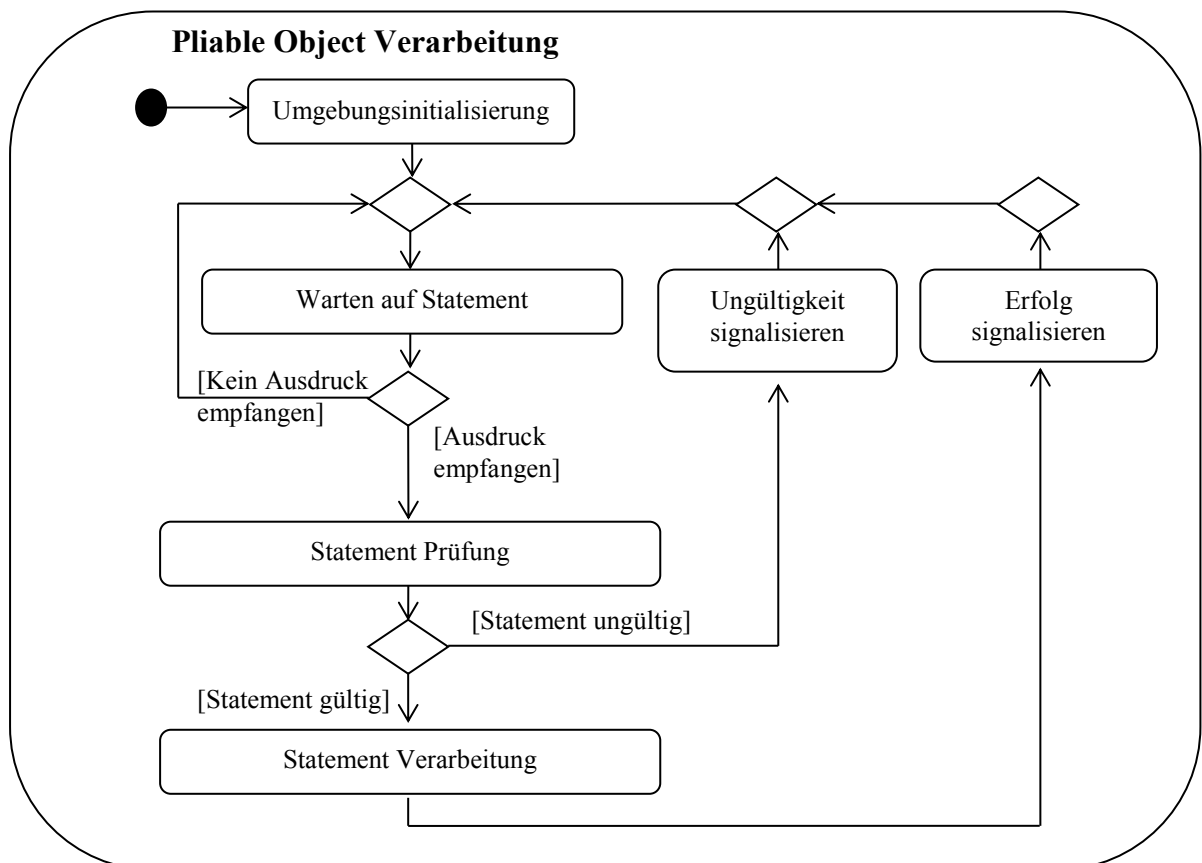 Pliable Object Verarbeitung
Umgebungsinitialisierung
Warten auf Statement
Ungültigkeit
signalisieren
Erfolg
signalisieren
[Kein Ausdruck
empfangen]
[Ausdruck
empfangen]
Statement Prüfung
[Statement ungültig]
[Statement gültig]
Statement Verarbeitung